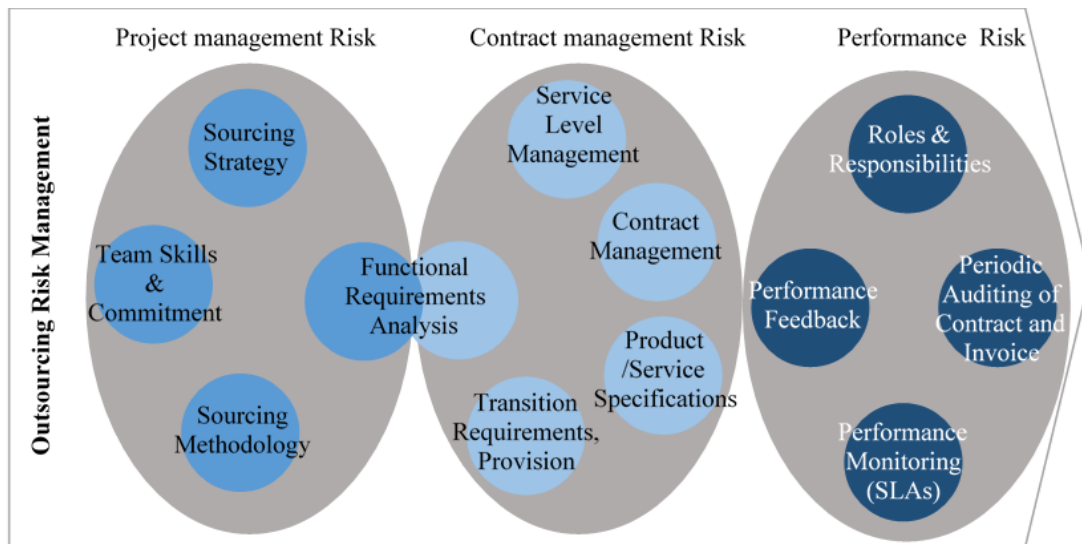 Project management Risk
Contract management Risk
Performance Risk
Outsourcing Risk Management
Sourcing
Strategy
Team Skills
&
Commitment
Functional
Requirements
Analysis
Sourcing
Methodology
Service
Level
Management
Contract
Management
Product
/Service
Specifications
Transition
Requirements,
Provision
Roles &
Responsibilities
Performance
Feedback
Periodic
Auditing of
Contract and
Invoice
Performance
Monitoring
(SLAs)